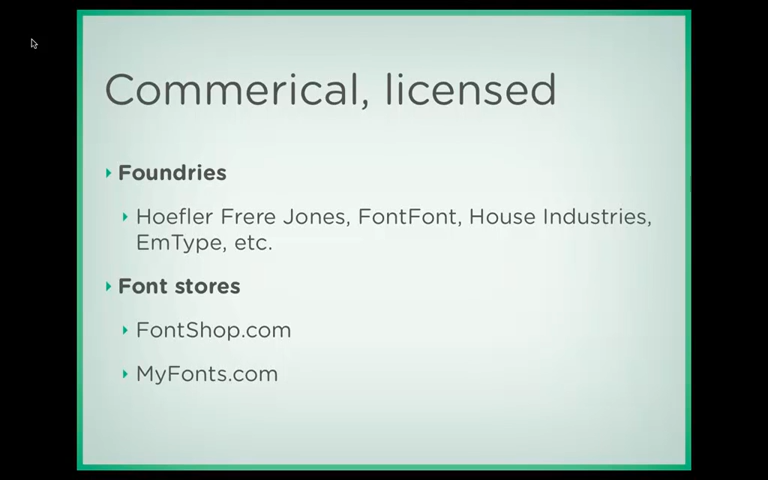 Commerical, licensed
Foundries
Hoefler Frere Jones, FontFont, House Industries,
EmType, etc.
Font stores
FontShop.com
MyFonts.com